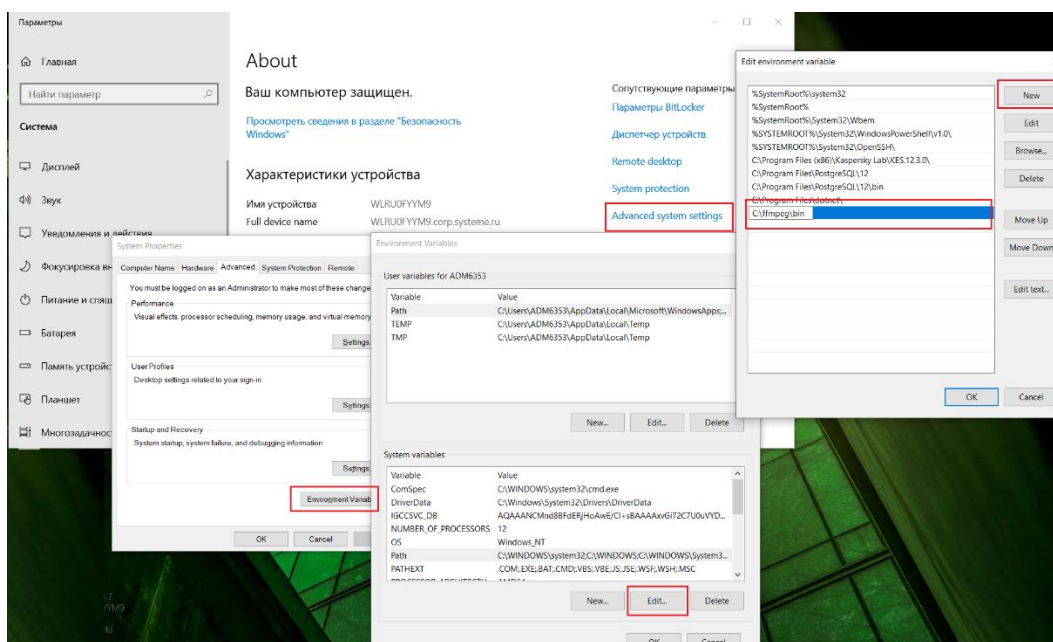 Параметры
Главная
Найти параметр
Система
Дисплей
Звук
Уведомления и действия
Фокусировка вн
Питание и спящ
Батарея
Память устройс
Планшет
Многозадачнос
About
Ваш компьютер защищен.
Просмотреть сведения в разделе "Безопасность
Windows"
Характеристики устройства
Имя устройства WLRU0FYYM9
Full device name WLRU0FYYM9.corp.systeme.ru
Сопутствующие параметры
Параметры BitLocker
Диспетчер устройств
Remote desktop
System protection
Advanced system settings
System Properties
Computer Name Hardware Advanced System Protection Remote
You must be logged on as an Administrator to make most of these change
Performance
Visual effects, processor scheduling, memory usage, and virtual memory
Settings
User Profiles
Desktop settings related to your sign-in
Settings
Startup and Recovery
System startup, system failure, and debugging information
Settings
Environment Variab
OK Cancel
Environment Variables
User variables for ADM6353
Variable Value
Path C:\Users\ADM6353\AppData\Local\Microsoft\WindowsApps;...
TEMP C:\Users\ADM6353\AppData\Local\Temp
TMP C:\Users\ADM6353\AppData\Local\Temp
New... Edit... Delete
System variables
Variable Value
ComSpec C:\WINDOWS\system32\cmd.exe
DriverData C:\Windows\System32\Drivers\DriverData
IGCCSVC_DB
NUMBER_OF_PROCESSORS 12
OS Windows_NT
Path C:\WINDOWS\system32;C:\WINDOWS;C:\WINDOWS\System3...
PATHEXT .COM;.EXE;.BAT;.CMD;.VBS;.VBE;.JS;.JSE;.WSF;.WSH;.MSC
New... Edit... Delete
OK Cancel
Edit environment variable
%SystemRoot%\system32
%SystemRoot%
%SystemRoot%\System32\Wbem
%SYSTEMROOT%\System32\WindowsPowerShell\v1.0\
%SYSTEMROOT%\System32\OpenSSH\
C:\Program Files (x86)\Kaspersky Lab\KES.12.3.0\
C:\Program Files\PostgreSQL\12
C:\Program Files\PostgreSQL\12\bin
C:\Program Files\dotnet\
C:\ffmpeg\bin
New
Edit
Browse...
Delete
Move Up
Move Down
Edit text...
OK Cancel